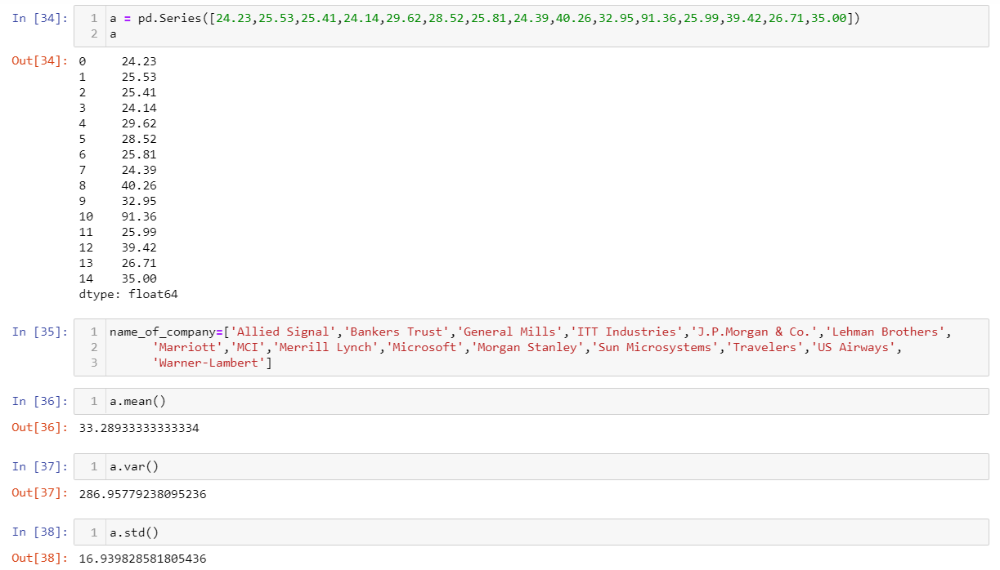 In [34]: 1 a = pd.Series([24.23,25.53,25.41,24.14,29.62,28.52,25.81,24.39,40.26,32.95,91.36,25.99,39.42,26.71,35.00])
2 a
Out[34]: 0 24.23
1 25.53
2 25.41
3 24.14
4 29.62
5 28.52
6 25.81
7 24.39
8 40.26
9 32.95
10 91.36
11 25.99
12 39.42
13 26.71
14 35.00
dtype: float64
In [35]: 1 name_of_company=['Allied Signal','Bankers Trust','General Mills','ITT Industries','J.P.Morgan & Co.','Lehman Brothers',
2 'Marriott','MCI','Merrill Lynch','Microsoft','Morgan Stanley','Sun Microsystems','Travelers','US Airways',
3 'Warner-Lambert']
In [36]: 1 a.mean()
Out[36]: 33.28933333333334
In [37]: 1 a.var()
Out[37]: 286.95779238095236
In [38]: 1 a.std()
Out[38]: 16.939828581805436